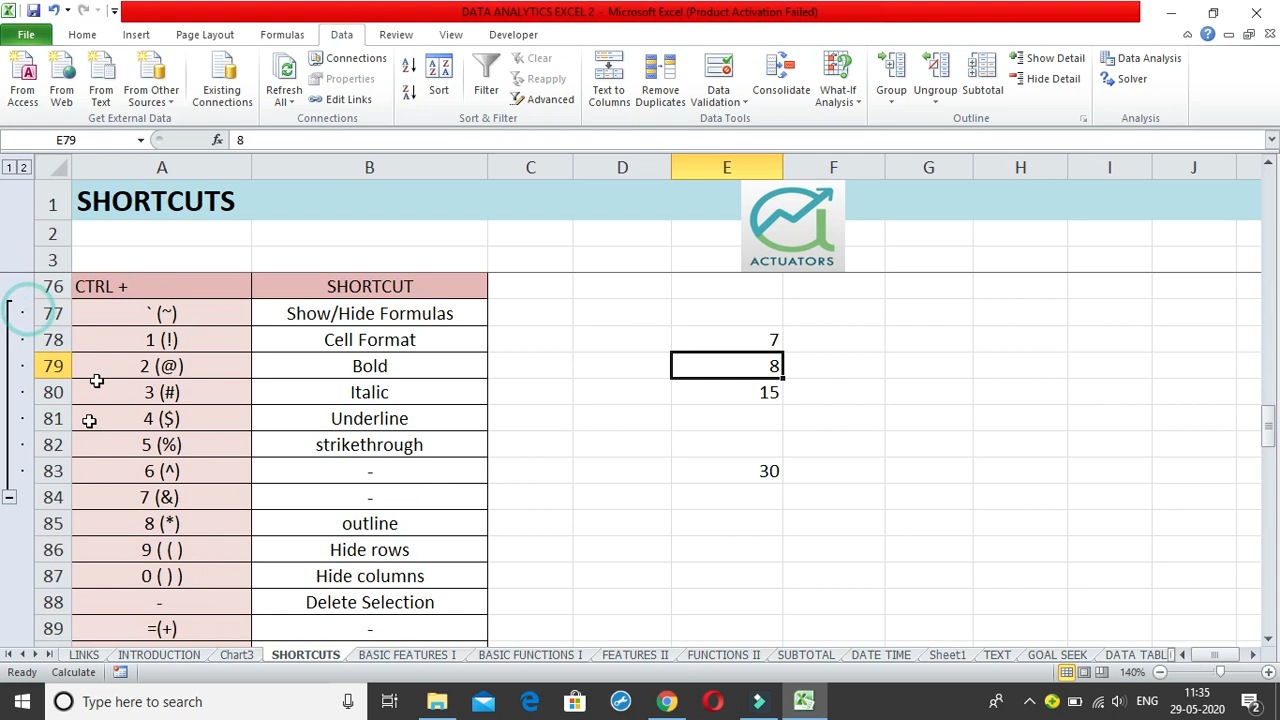 DATA ANALYTICS EXCEL 2 - Microsoft Excel (Product Activation Failed)
File Home Insert Page Layout Formulas Data Review View Developer
From Access From Web From Text From Other Sources Existing Connections Refresh All Connections Properties Edit Links Sort Filter Clear Reapply Advanced Text to Columns Remove Duplicates Data Validation Consolidate What-If Analysis Group Ungroup Subtotal Show Detail Hide Detail Data Analysis Solver
Get External Data Connections Sort & Filter Data Tools Outline Analysis
E79 fx 8
1 2 A B C D E F G H I J
1 SHORTCUTS
ACTUATORS
2
3
76 CTRL + SHORTCUT
77 ` (~) Show/Hide Formulas
78 1 (!) Cell Format 7
79 2 (@) Bold 8
80 3 (#) Italic 15
81 4 ($) Underline
82 5 (%) strikethrough
83 6 (^) - 30
84 7 (&) -
85 8 (*) outline
86 9 ( ( ) Hide rows
87 0 ( ) ) Hide columns
88 - Delete Selection
89 =(+) -
LINKS INTRODUCTION Chart3 SHORTCUTS BASIC FEATURES I BASIC FUNCTIONS I FEATURES II FUNCTIONS II SUBTOTAL DATE TIME Sheet1 TEXT GOAL SEEK DATA TABL
Ready Calculate 140%
Type here to search ENG 11:35
29-05-2020 2